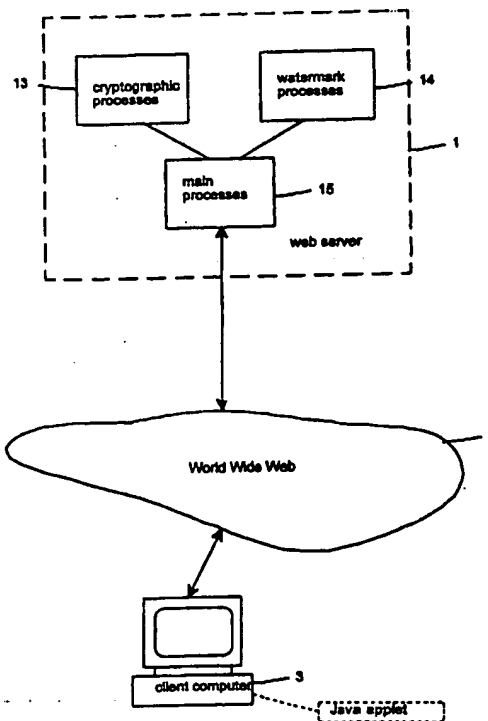 13
cryptographic
processes
watermark
processes
14
1
main
processes
15
web server
World Wide Web
client computer
3
Java applet